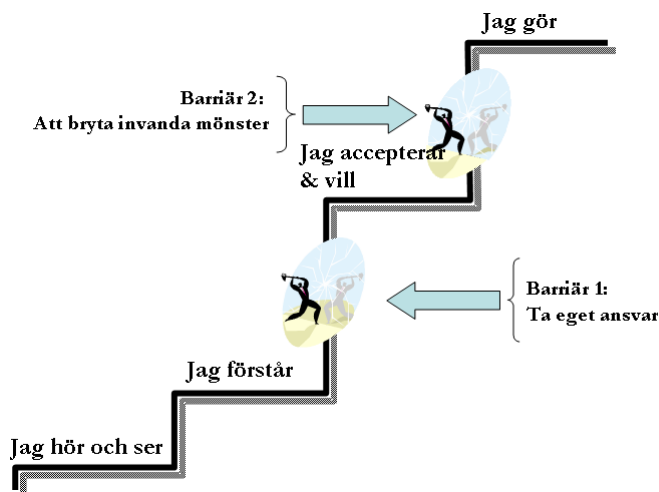 Jag gör
Barriär 2:
Att bryta invanda mönster
Jag accepterar
& vill
Barriär 1:
Ta eget ansvar
Jag förstår
Jag hör och ser